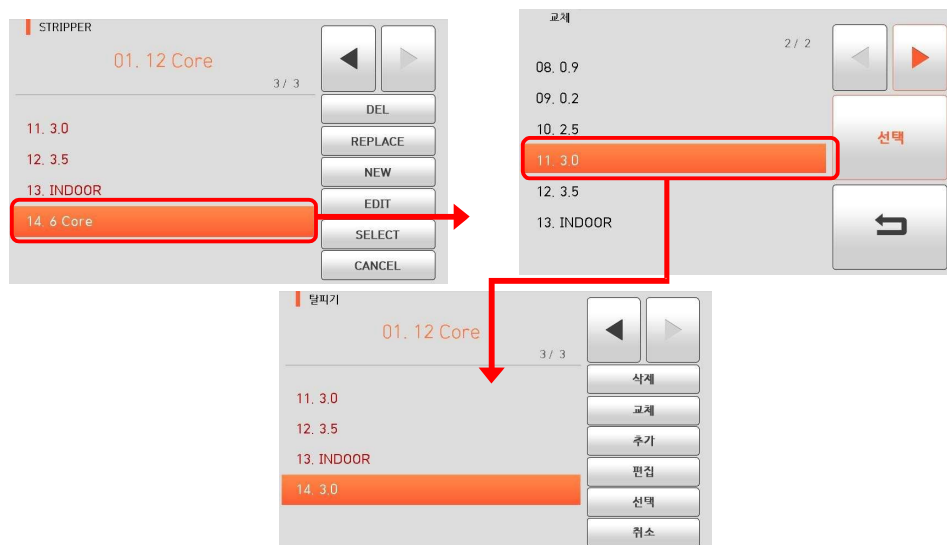 STRIPPER
01. 12 Core
3 / 3
11. 3.0
12. 3.5
13. INDOOR
14. 6 Core
DEL
REPLACE
NEW
EDIT
SELECT
CANCEL
교체
2 / 2
08. 0.9
09. 0.2
10. 2.5
11. 3.0
12. 3.5
13. INDOOR
선택
탈피기
01. 12 Core
3 / 3
11. 3.0
12. 3.5
13. INDOOR
14. 3.0
삭제
교체
추가
편집
선택
취소